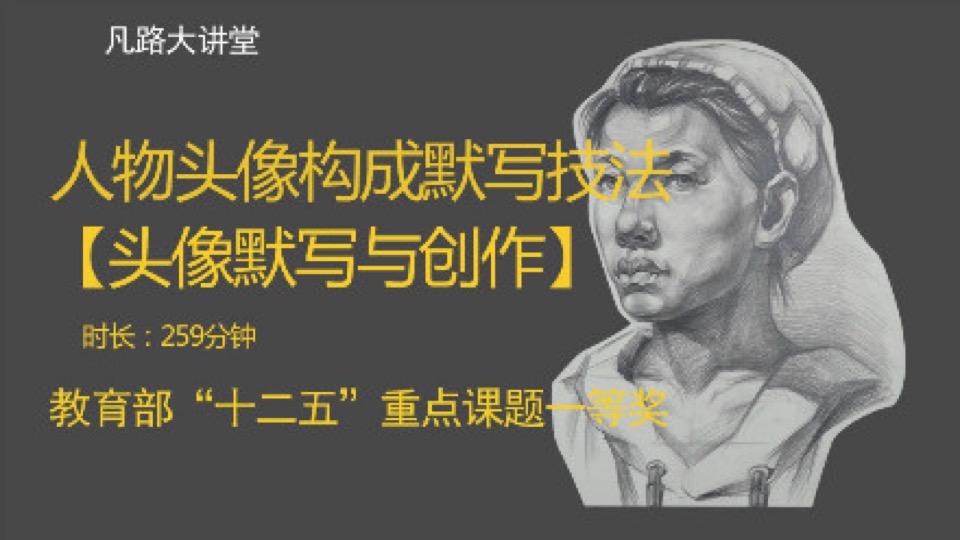 凡路大讲堂
人物头像构成默写技法
【头像默写与创作】
时长：259分钟
教育部“十二五”重点课题一等奖